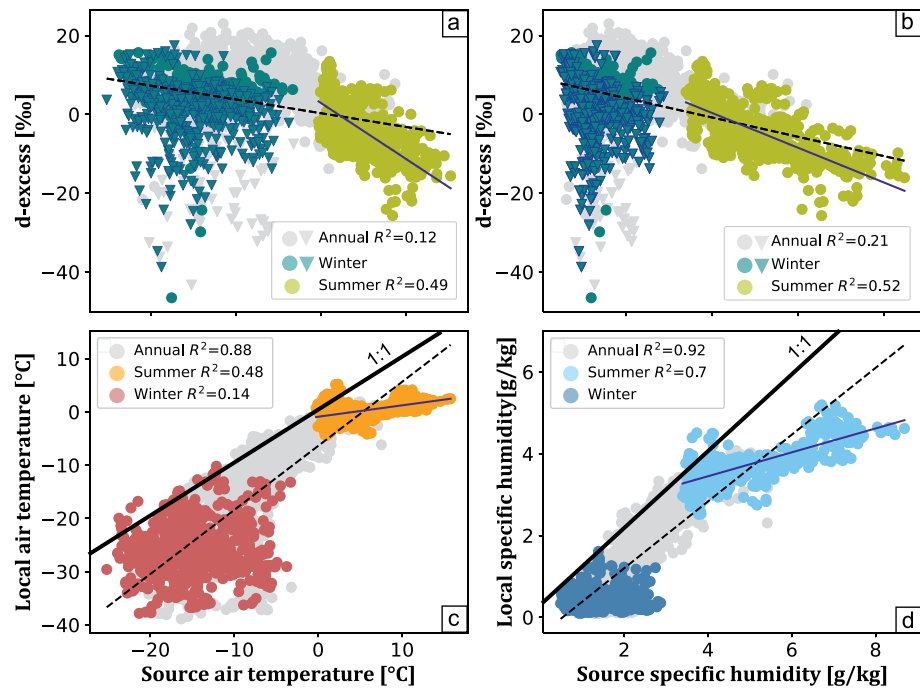 a
20
0
−20
−40
d-excess [‰]
Annual R²=0.12
Winter
Summer R²=0.49
b
20
0
−20
−40
d-excess [‰]
Annual R²=0.21
Winter
Summer R²=0.52
10
0
−10
−20
−30
−40
Local air temperature [°C]
Annual R²=0.88
Summer R²=0.48
Winter R²=0.14
1:1
c
−20
−10
0
10
Source air temperature [°C]
6
4
2
0
Local specific humidity[g/kg]
Annual R²=0.92
Summer R²=0.7
Winter
1:1
d
2
4
6
8
Source specific humidity [g/kg]